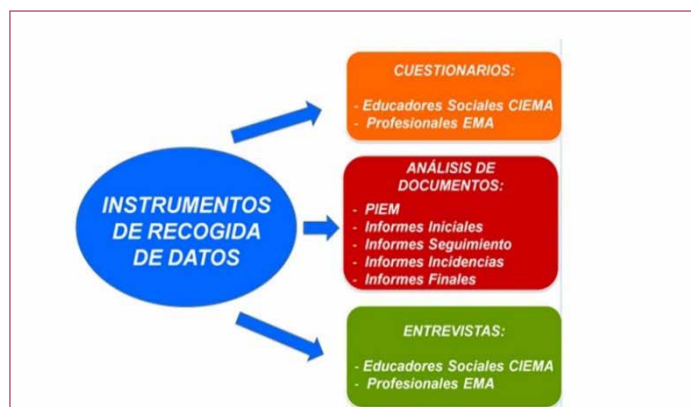 INSTRUMENTOS
DE RECOGIDA
DE DATOS
CUESTIONARIOS:
- Educadores Sociales CIEMA
- Profesionales EMA
ANÁLISIS DE
DOCUMENTOS:
- PIEM
- Informes Iniciales
- Informes Seguimiento
- Informes Incidencias
- Informes Finales
ENTREVISTAS:
- Educadores Sociales CIEMA
- Profesionales EMA